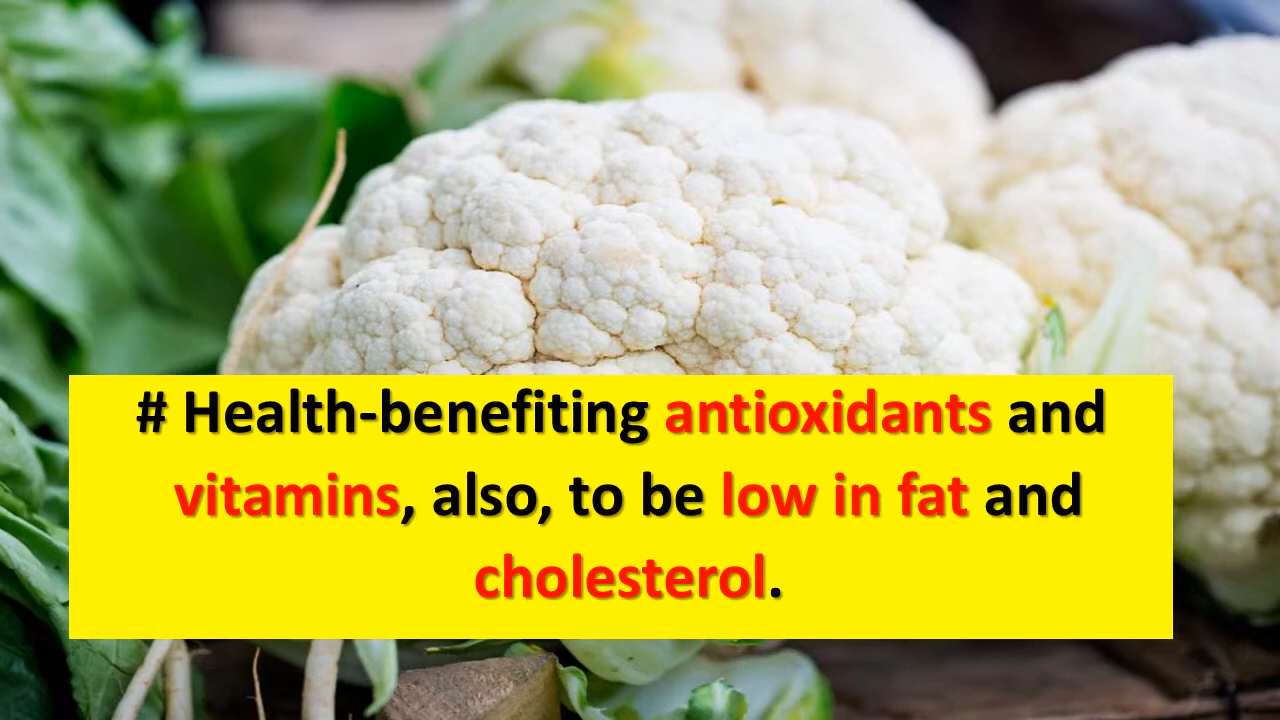 # Health-benefiting antioxidants and
vitamins, also, to be low in fat and
cholesterol.